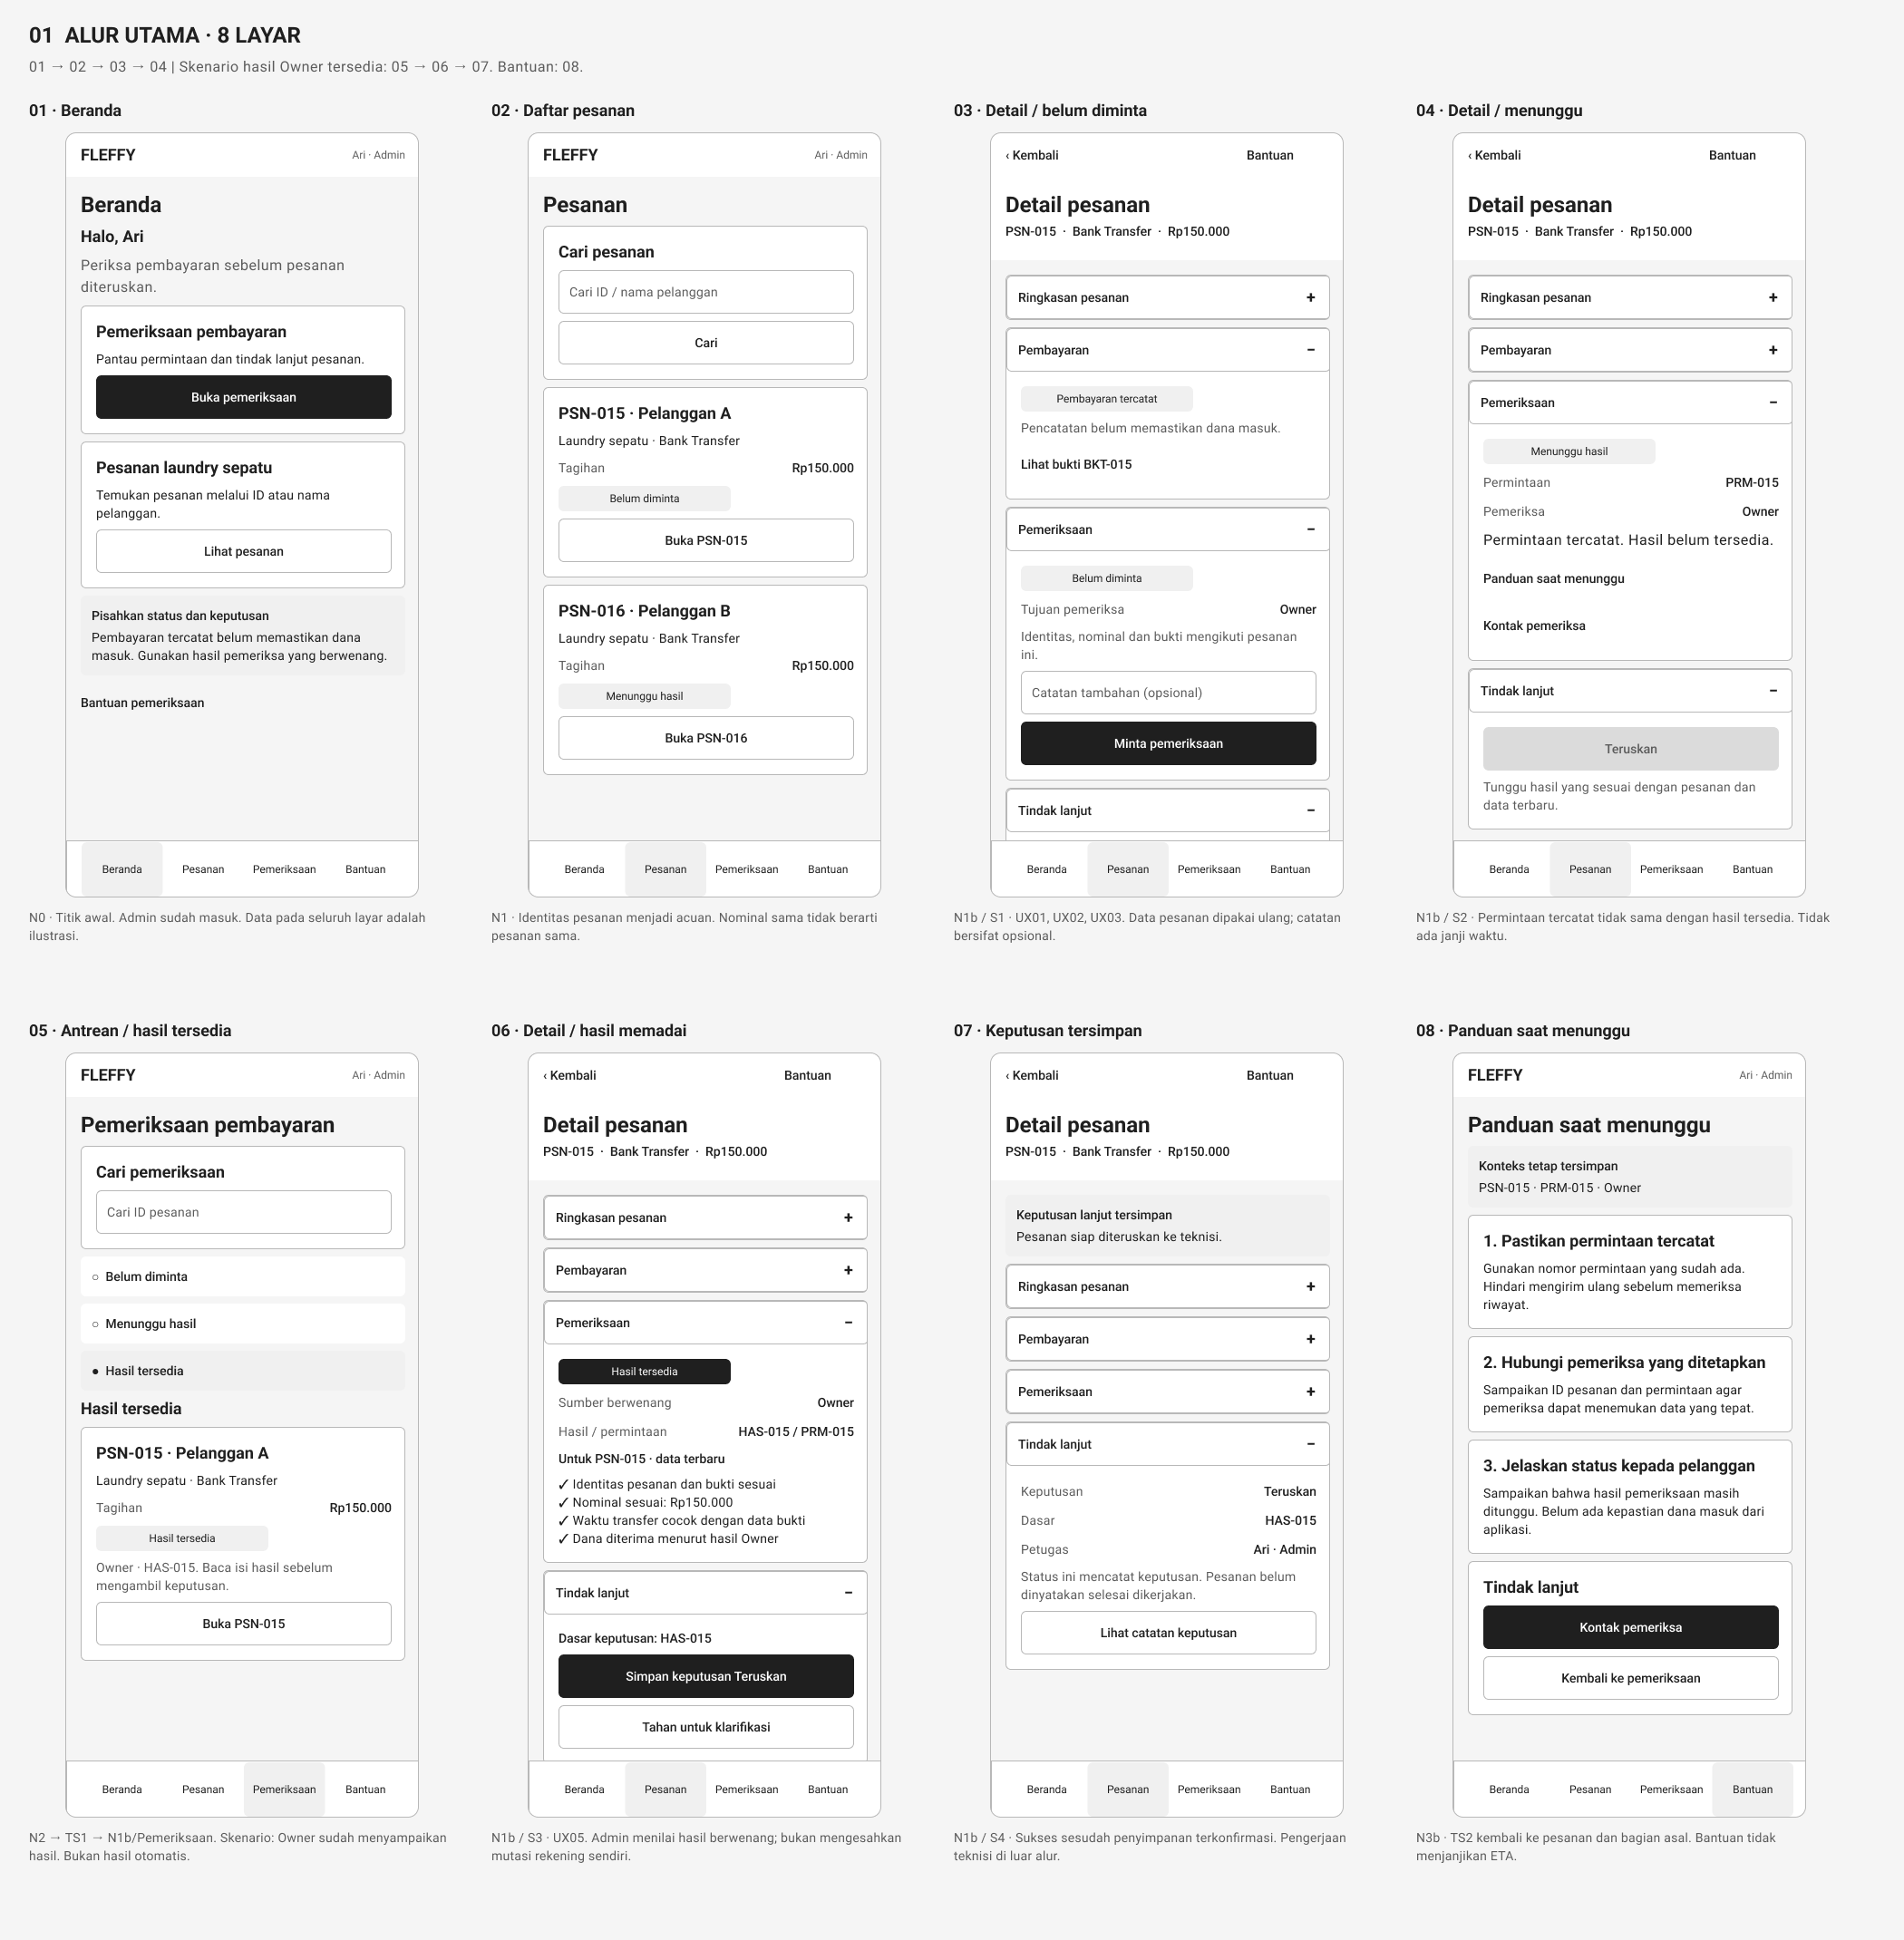 01 ALUR UTAMA · 8 LAYAR
01 → 02 → 03 → 04 | Skenario hasil Owner tersedia: 05 → 06 → 07. Bantuan: 08.
01 · Beranda
FLEFFY
Ari · Admin
Beranda
Halo, Ari
Periksa pembayaran sebelum pesanan
diteruskan.
Pemeriksaan pembayaran
Pantau permintaan dan tindak lanjut pesanan.
Buka pemeriksaan
Pesanan laundry sepatu
Temukan pesanan melalui ID atau nama
pelanggan.
Lihat pesanan
Pisahkan status dan keputusan
Pembayaran tercatat belum memastikan dana
masuk. Gunakan hasil pemeriksa yang berwenang.
Bantuan pemeriksaan
Beranda Pesanan Pemeriksaan Bantuan
N0 · Titik awal. Admin sudah masuk. Data pada seluruh layar adalah
ilustrasi.
02 · Daftar pesanan
FLEFFY
Ari · Admin
Pesanan
Cari pesanan
Cari ID / nama pelanggan
Cari
PSN-015 · Pelanggan A
Laundry sepatu · Bank Transfer
Tagihan Rp150.000
Belum diminta
Buka PSN-015
PSN-016 · Pelanggan B
Laundry sepatu · Bank Transfer
Tagihan Rp150.000
Menunggu hasil
Buka PSN-016
Beranda Pesanan Pemeriksaan Bantuan
N1 · Identitas pesanan menjadi acuan. Nominal sama tidak berarti
pesanan sama.
03 · Detail / belum diminta
‹ Kembali Bantuan
Detail pesanan
PSN-015 · Bank Transfer · Rp150.000
Ringkasan pesanan +
Pembayaran −
Pembayaran tercatat
Pencatatan belum memastikan dana masuk.
Lihat bukti BKT-015
Pemeriksaan −
Belum diminta
Tujuan pemeriksa Owner
Identitas, nominal dan bukti mengikuti pesanan
ini.
Catatan tambahan (opsional)
Minta pemeriksaan
Tindak lanjut −
Beranda Pesanan Pemeriksaan Bantuan
N1b / S1 · UX01, UX02, UX03. Data pesanan dipakai ulang; catatan
bersifat opsional.
04 · Detail / menunggu
‹ Kembali Bantuan
Detail pesanan
PSN-015 · Bank Transfer · Rp150.000
Ringkasan pesanan +
Pembayaran +
Pemeriksaan −
Menunggu hasil
Permintaan PRM-015
Pemeriksa Owner
Permintaan tercatat. Hasil belum tersedia.
Panduan saat menunggu
Kontak pemeriksa
Tindak lanjut −
Teruskan
Tunggu hasil yang sesuai dengan pesanan dan
data terbaru.
Beranda Pesanan Pemeriksaan Bantuan
N1b / S2 · Permintaan tercatat tidak sama dengan hasil tersedia. Tidak
ada janji waktu.
05 · Antrean / hasil tersedia
FLEFFY
Ari · Admin
Pemeriksaan pembayaran
Cari pemeriksaan
Cari ID pesanan
○ Belum diminta
○ Menunggu hasil
● Hasil tersedia
Hasil tersedia
PSN-015 · Pelanggan A
Laundry sepatu · Bank Transfer
Tagihan Rp150.000
Hasil tersedia
Owner · HAS-015. Baca isi hasil sebelum
mengambil keputusan.
Buka PSN-015
Beranda Pesanan Pemeriksaan Bantuan
N2 → TS1 → N1b/Pemeriksaan. Skenario: Owner sudah menyampaikan
hasil. Bukan hasil otomatis.
06 · Detail / hasil memadai
‹ Kembali Bantuan
Detail pesanan
PSN-015 · Bank Transfer · Rp150.000
Ringkasan pesanan +
Pembayaran +
Pemeriksaan −
Hasil tersedia
Sumber berwenang Owner
Hasil / permintaan HAS-015 / PRM-015
Untuk PSN-015 · data terbaru
✓ Identitas pesanan dan bukti sesuai
✓ Nominal sesuai: Rp150.000
✓ Waktu transfer cocok dengan data bukti
✓ Dana diterima menurut hasil Owner
Tindak lanjut −
Dasar keputusan: HAS-015
Simpan keputusan Teruskan
Tahan untuk klarifikasi
Beranda Pesanan Pemeriksaan Bantuan
N1b / S3 · UX05. Admin menilai hasil berwenang; bukan mengesahkan
mutasi rekening sendiri.
07 · Keputusan tersimpan
‹ Kembali Bantuan
Detail pesanan
PSN-015 · Bank Transfer · Rp150.000
Keputusan lanjut tersimpan
Pesanan siap diteruskan ke teknisi.
Ringkasan pesanan +
Pembayaran +
Pemeriksaan +
Tindak lanjut −
Keputusan Teruskan
Dasar HAS-015
Petugas Ari · Admin
Status ini mencatat keputusan. Pesanan belum
dinyatakan selesai dikerjakan.
Lihat catatan keputusan
Beranda Pesanan Pemeriksaan Bantuan
N1b / S4 · Sukses sesudah penyimpanan terkonfirmasi. Pengerjaan
teknisi di luar alur.
08 · Panduan saat menunggu
FLEFFY
Ari · Admin
Panduan saat menunggu
Konteks tetap tersimpan
PSN-015 · PRM-015 · Owner
1. Pastikan permintaan tercatat
Gunakan nomor permintaan yang sudah ada.
Hindari mengirim ulang sebelum memeriksa
riwayat.
2. Hubungi pemeriksa yang ditetapkan
Sampaikan ID pesanan dan permintaan agar
pemeriksa dapat menemukan data yang tepat.
3. Jelaskan status kepada pelanggan
Sampaikan bahwa hasil pemeriksaan masih
ditunggu. Belum ada kepastian dana masuk dari
aplikasi.
Tindak lanjut
Kontak pemeriksa
Kembali ke pemeriksaan
Beranda Pesanan Pemeriksaan Bantuan
N3b · TS2 kembali ke pesanan dan bagian asal. Bantuan tidak
menjanjikan ETA.